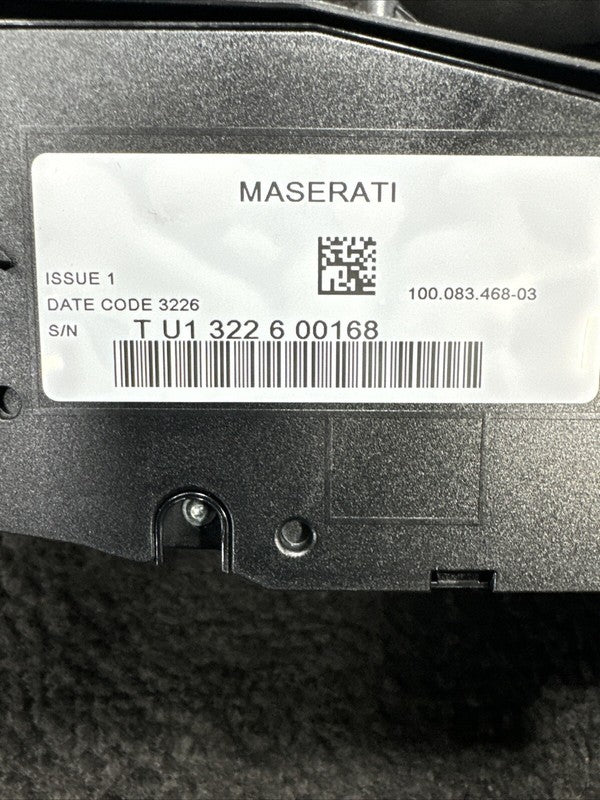 MASERATI
ISSUE 1
DATE CODE 3226
100.083.468-03
S/N T U1 322 6 00168